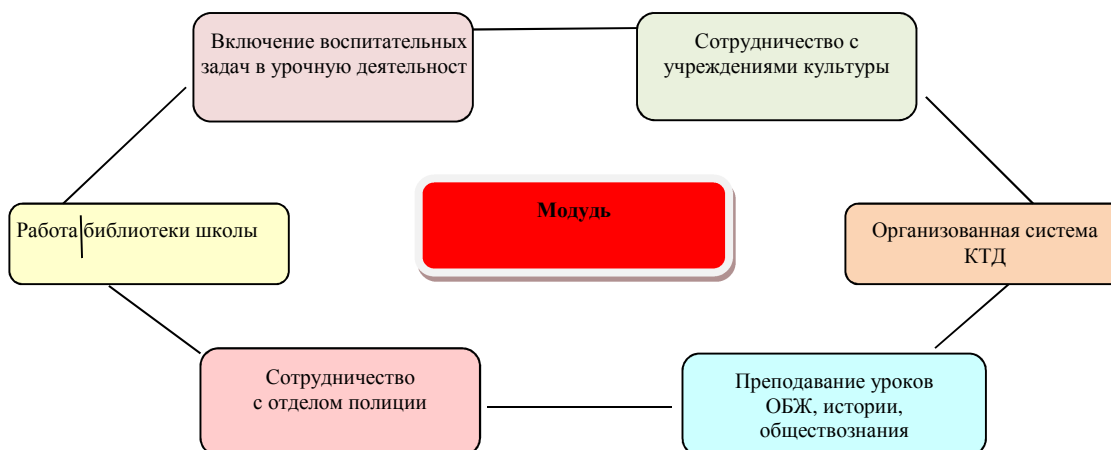 Включение воспитательных
задач в урочную деятельност
Сотрудничество с
учреждениями культуры
Работа библиотеки школы
Модудь
Организованная система
КТД
Сотрудничество
с отделом полиции
Преподавание уроков
ОБЖ, истории,
обществознания